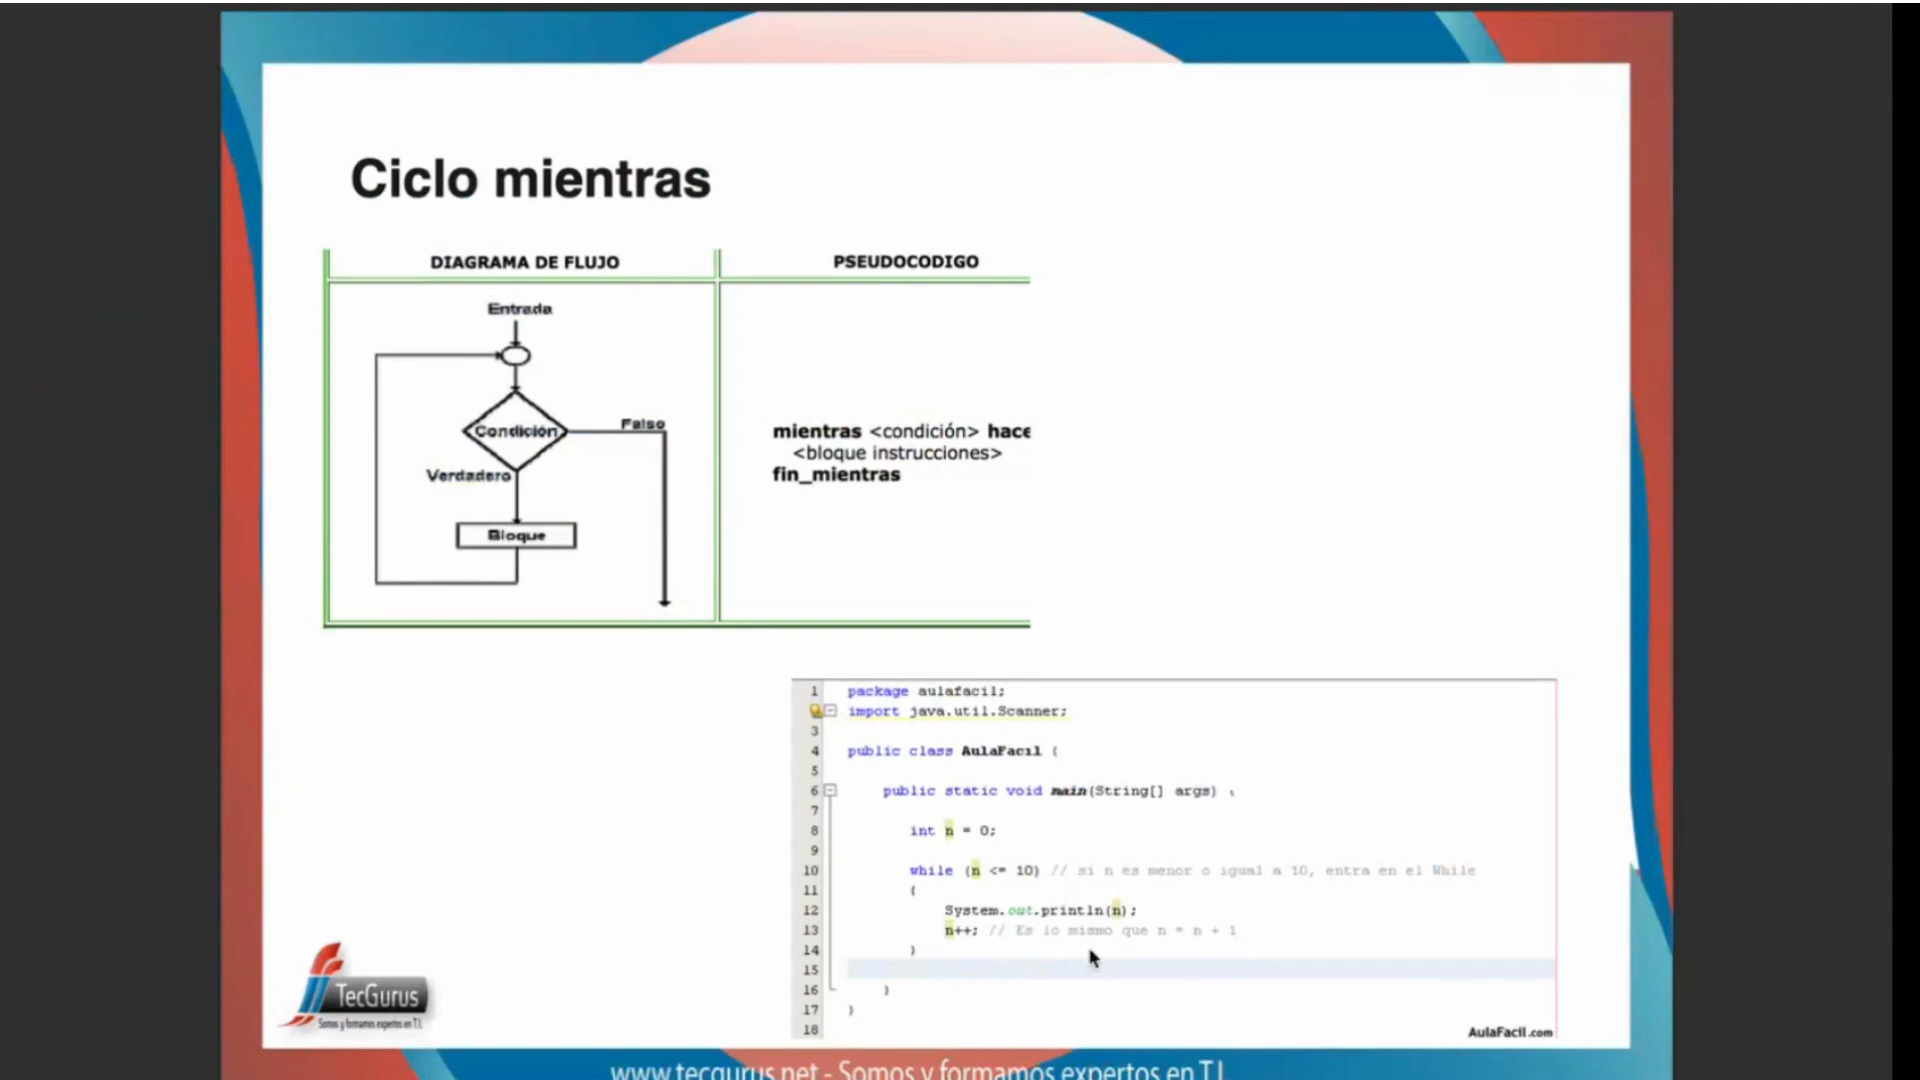 Ciclo mientras
DIAGRAMA DE FLUJO
PSEUDOCODIGO
Entrada
Condición
Falso
Verdadero
Bloque
mientras <condición> hace
<bloque instrucciones>
fin_mientras
1 package aulafacil;
import java.util.Scanner;
3
4 public class AulaFacil {
5
6 public static void main(String[] args) {
7
8 int n = 0;
9
10 while (n <= 10) // si n es menor o igual a 10, entra en el While
11 {
12 System.out.println(n);
13 n++; // Es lo mismo que n = n + 1
14 }
15
16 }
17 }
18
AulaFacil.com
TecGurus
Somos y formamos expertos en T.I.
www.tecgurus.net - Somos y formamos expertos en T.I.